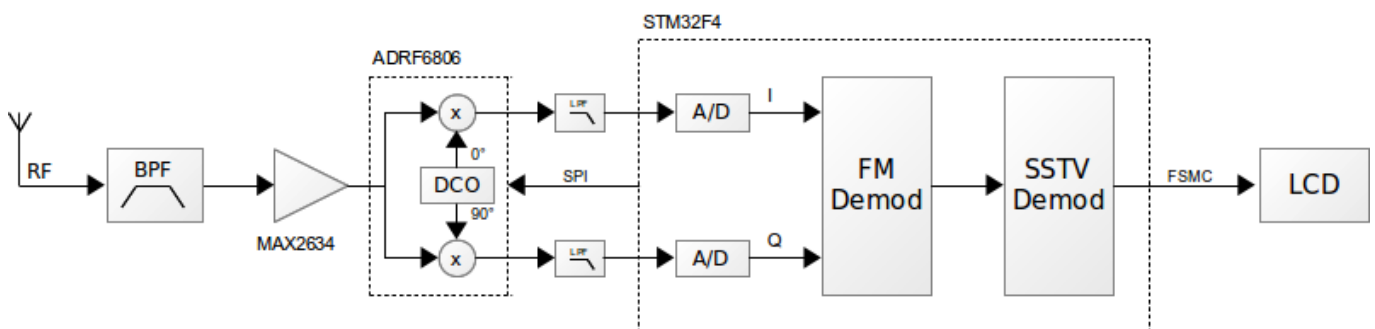 STM32F4
ADRF6806
RF
BPF
MAX2634
x
0°
DCO
90°
x
LPF
LPF
SPI
A/D
I
A/D
Q
FM
Demod
SSTV
Demod
FSMC
LCD